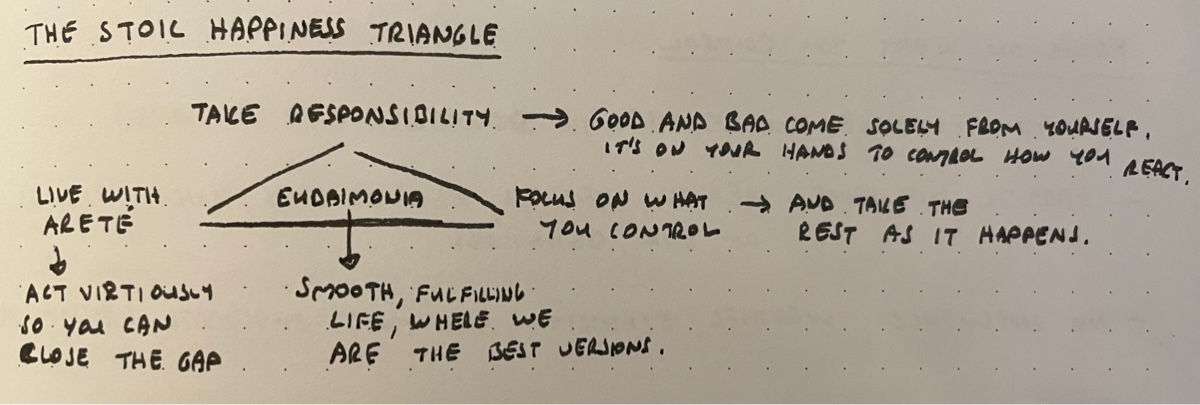 THE STOIC HAPPINESS TRIANGLE
TAKE RESPONSIBILITY → GOOD AND BAD COME SOLELY FROM YOURSELF,
IT'S ON YOUR HANDS TO CONTROL HOW YOU REACT.
LIVE WITH
ARETÉ
↓
ACT VIRTIOUSLY
SO YOU CAN
CLOSE THE GAP
EUDAIMONIA
↓
SMOOTH, FULFILLING
LIFE, WHERE WE
ARE THE BEST VERSIONS.
FOCUS ON WHAT → AND TAKE THE
YOU CONTROL REST AS IT HAPPENS.